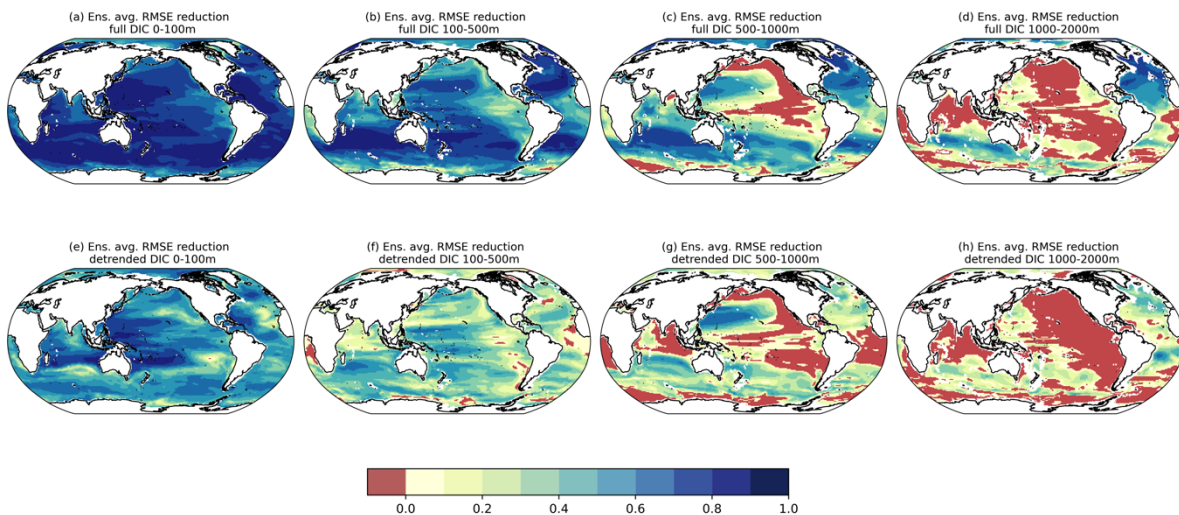 (a) Ens. avg. RMSE reduction
full DIC 0-100m
(b) Ens. avg. RMSE reduction
full DIC 100-500m
(c) Ens. avg. RMSE reduction
full DIC 500-1000m
(d) Ens. avg. RMSE reduction
full DIC 1000-2000m
(e) Ens. avg. RMSE reduction
detrended DIC 0-100m
(f) Ens. avg. RMSE reduction
detrended DIC 100-500m
(g) Ens. avg. RMSE reduction
detrended DIC 500-1000m
(h) Ens. avg. RMSE reduction
detrended DIC 1000-2000m
0.0 0.2 0.4 0.6 0.8 1.0